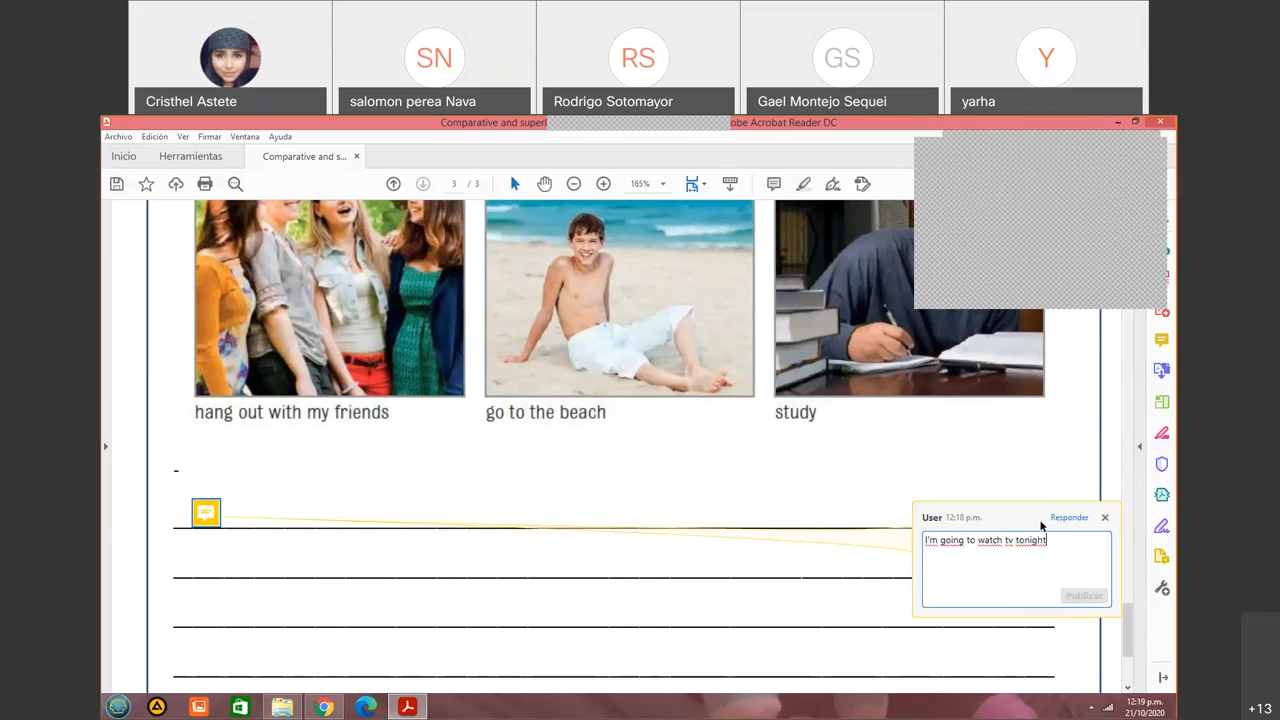 SN
RS
GS
Y
Cristhel Astete
salomon perea Nava
Rodrigo Sotomayor
Gael Montejo Sequei
yarha
Comparative and superl
obe Acrobat Reader DC
Archivo Edición Ver Firmar Ventana Ayuda
Inicio Herramientas Comparative and s... ×
3 / 3 165%
hang out with my friends
go to the beach
study
-
User 12:18 p.m. Responder
I'm going to watch tv tonight
Publicar
12:19 p.m.
21/10/2020
+13